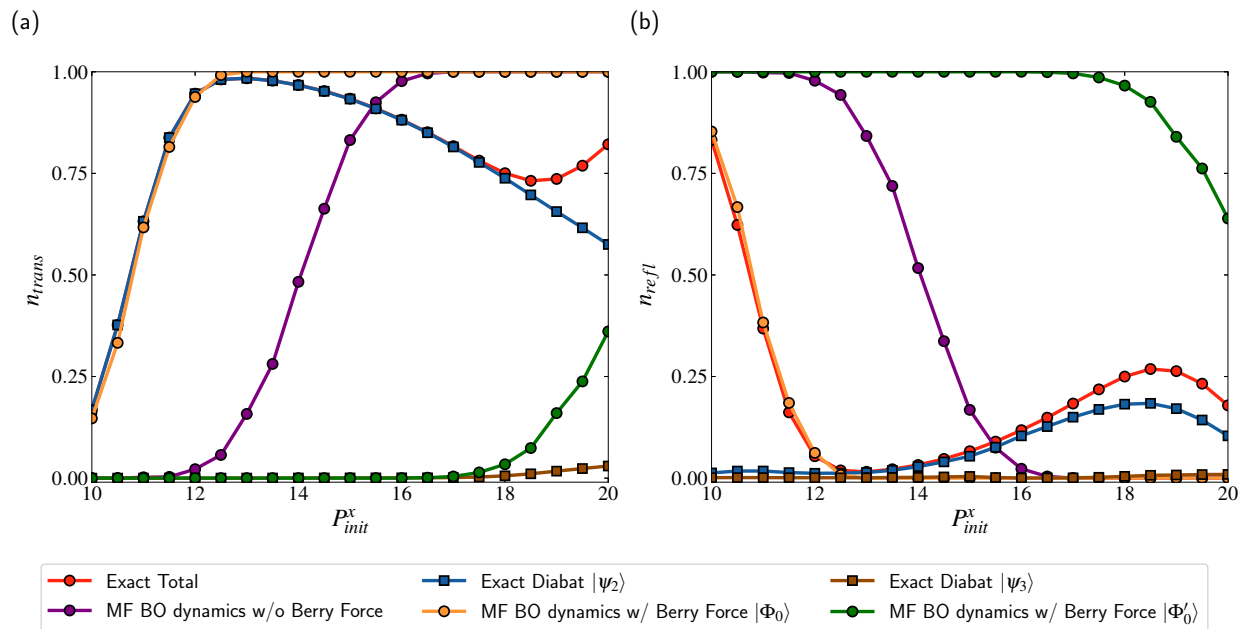 (a)
(b)
1.00
0.75
0.50
0.25
0.00
n_trans
10 12 14 16 18 20
P^x_init
1.00
0.75
0.50
0.25
0.00
n_refl
10 12 14 16 18 20
P^x_init
Exact Total
Exact Diabat |ψ₂⟩
Exact Diabat |ψ₃⟩
MF BO dynamics w/o Berry Force
MF BO dynamics w/ Berry Force |Φ₀⟩
MF BO dynamics w/ Berry Force |Φ₀′⟩